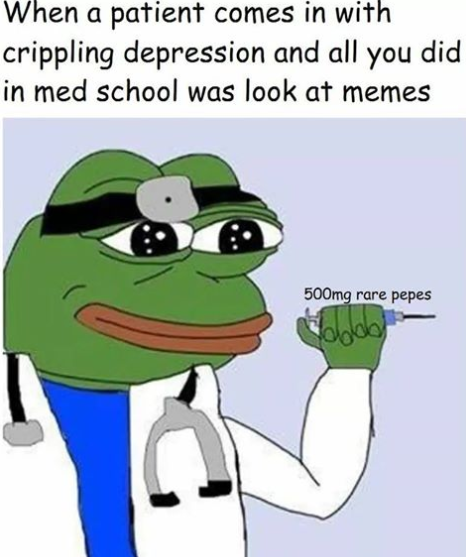 When a patient comes in with
crippling depression and all you did
in med school was look at memes
500mg rare pepes